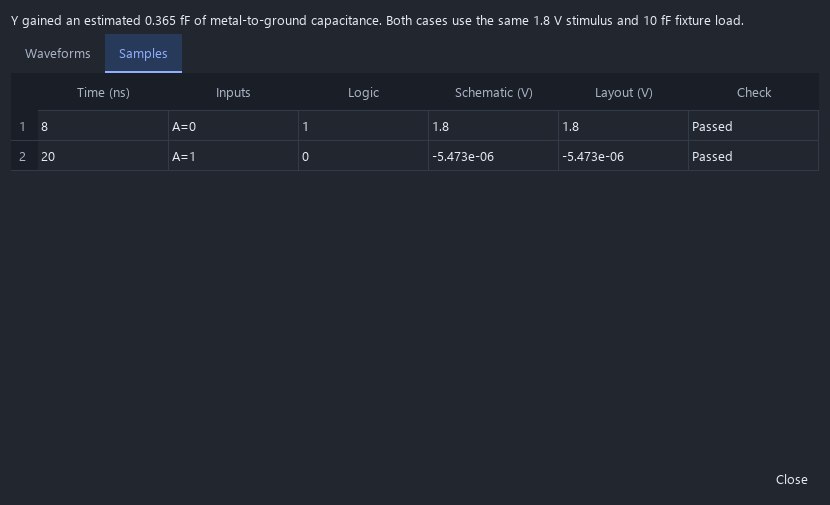 Y gained an estimated 0.365 fF of metal-to-ground capacitance. Both cases use the same 1.8 V stimulus and 10 fF fixture load.
Waveforms Samples
Time (ns) Inputs Logic Schematic (V) Layout (V) Check
1 8 A=0 1 1.8 1.8 Passed
2 20 A=1 0 -5.473e-06 -5.473e-06 Passed
Close